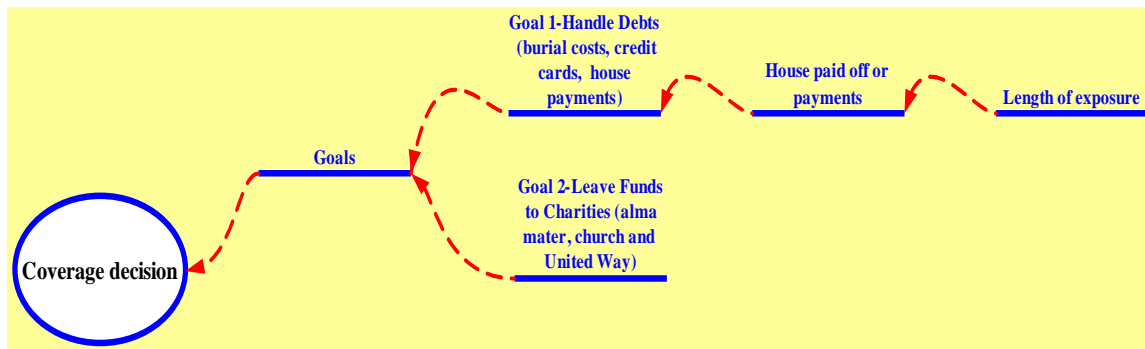 Goal 1-Handle Debts
(burial costs, credit
cards, house
payments)
House paid off or
payments
Length of exposure
Goals
Goal 2-Leave Funds
to Charities (alma
mater, church and
United Way)
Coverage decision